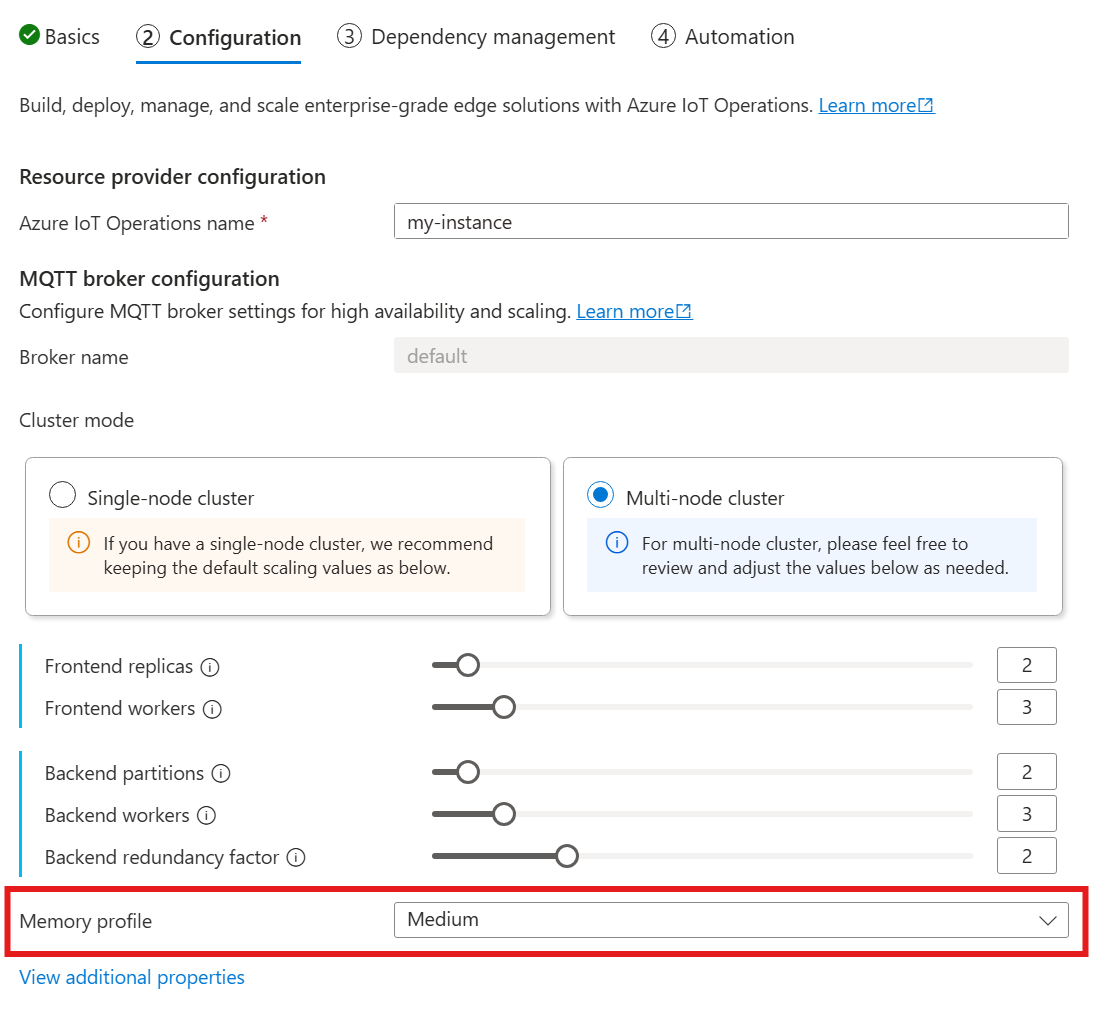 Basics 2 Configuration 3 Dependency management 4 Automation
Build, deploy, manage, and scale enterprise-grade edge solutions with Azure IoT Operations. Learn more
Resource provider configuration
Azure IoT Operations name * my-instance
MQTT broker configuration
Configure MQTT broker settings for high availability and scaling. Learn more
Broker name default
Cluster mode
Single-node cluster
If you have a single-node cluster, we recommend
keeping the default scaling values as below.
Multi-node cluster
For multi-node cluster, please feel free to
review and adjust the values below as needed.
Frontend replicas 2
Frontend workers 3
Backend partitions 2
Backend workers 3
Backend redundancy factor 2
Memory profile Medium
View additional properties